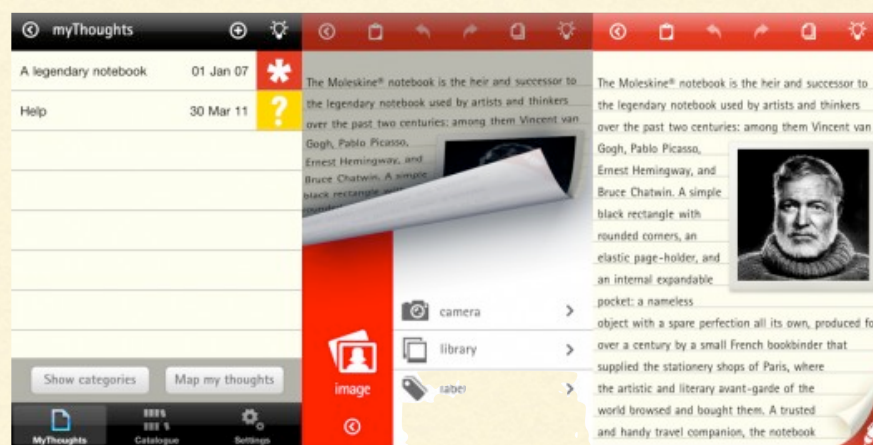 myThoughts
A legendary notebook 01 Jan 07
Help 30 Mar 11
?
Show categories Map my thoughts
MyThoughts Catalogue Settings
The Moleskine® notebook is the heir and successor to
the legendary notebook used by artists and thinkers
over the past two centuries: among them Vincent van
Gogh, Pablo Picasso,
Ernest Hemingway, and
Bruce Chatwin. A simple
black rectangle with
camera
library
label
image
The Moleskine® notebook is the heir and successor to
the legendary notebook used by artists and thinkers
over the past two centuries: among them Vincent van
Gogh, Pablo Picasso,
Ernest Hemingway, and
Bruce Chatwin. A simple
black rectangle with
rounded corners, an
elastic page-holder, and
an internal expandable
pocket: a nameless
object with a spare perfection all its own, produced fo
over a century by a small French bookbinder that
supplied the stationery shops of Paris, where
the artistic and literary avant-garde of the
world browsed and bought them. A trusted
and handy travel companion, the notebook